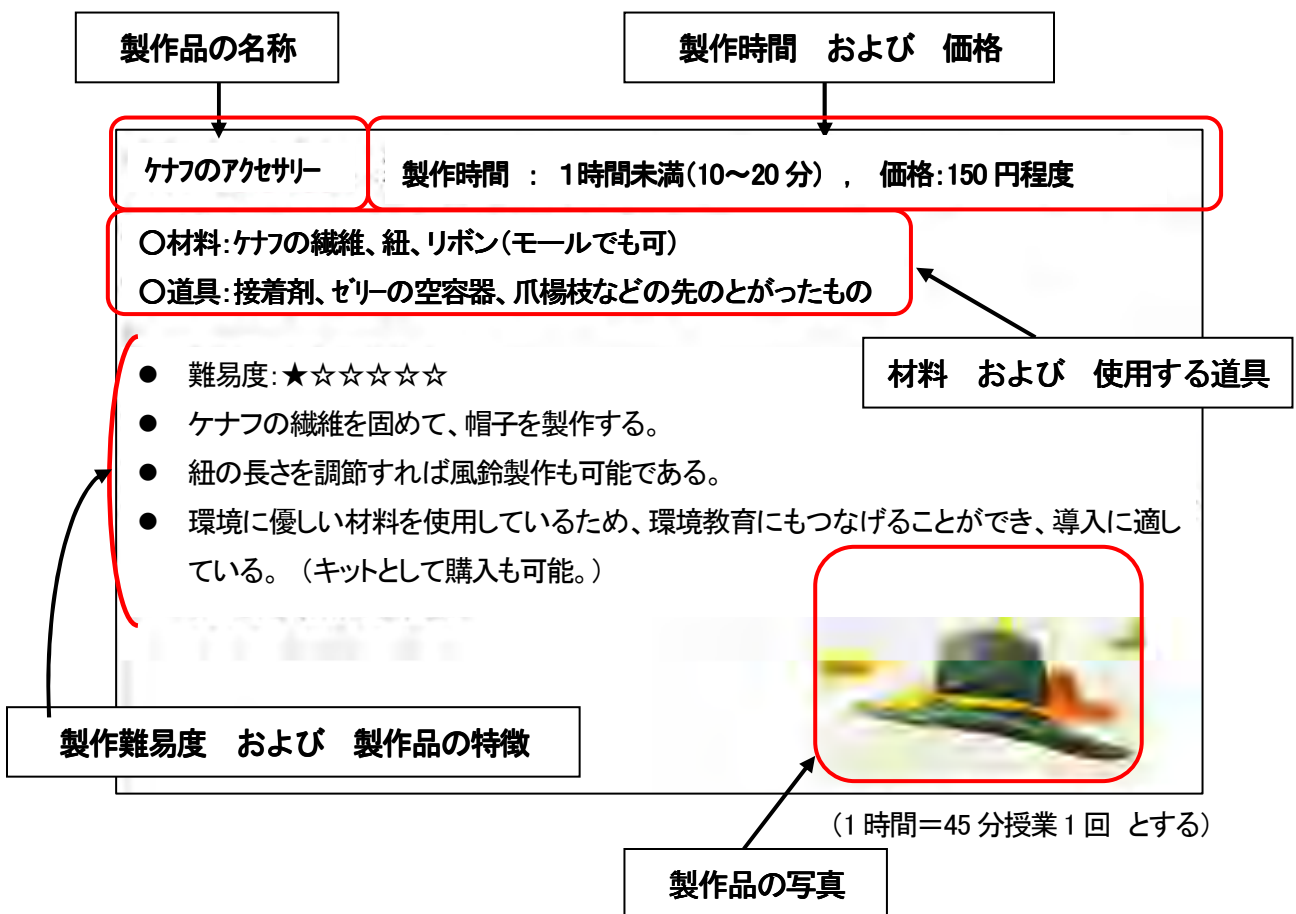 製作品の名称
製作時間 および 価格
ケナフのアクセサリー
製作時間 : 1時間未満(10～20分) , 価格:150円程度
○材料:ケナフの繊維、紐、リボン(モールでも可)
○道具:接着剤、ゼリーの空容器、爪楊枝などの先のとがったもの
材料 および 使用する道具
● 難易度:★☆☆☆☆☆
● ケナフの繊維を固めて、帽子を製作する。
● 紐の長さを調節すれば風鈴製作も可能である。
● 環境に優しい材料を使用しているため、環境教育にもつなげることができ、導入に適し
ている。 (キットとして購入も可能。)
製作難易度 および 製作品の特徴
(1時間＝45分授業1回 とする)
製作品の写真